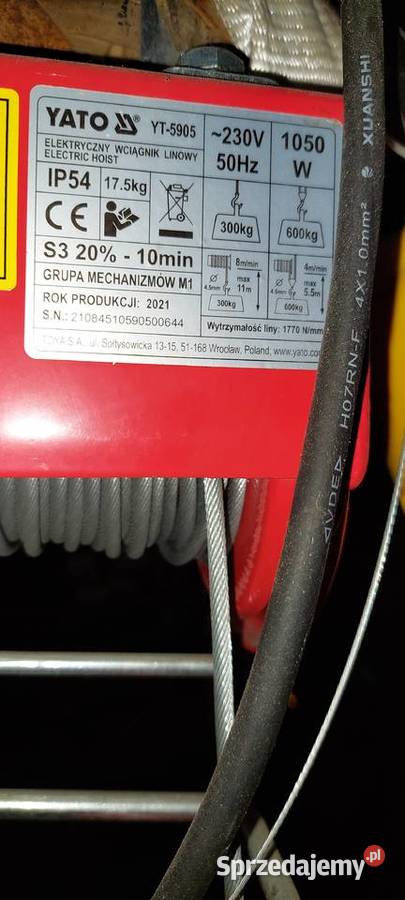 YATO YT-5905
ELEKTRYCZNY WCIĄGNIK LINOWY
ELECTRIC HOIST
IP54 17.5kg
~230V
50Hz
1050
W
300kg
600kg
CE
S3 20% - 10min
GRUPA MECHANIZMÓW M1
ROK PRODUKCJI: 2021
S.N.: 21084510590500644
8m/min
Ø
4.5mm
max
11m
300kg
4m/min
Ø
4.5mm
max
5.5m
600kg
Wytrzymałość liny: 1770 N/mm
TOYA S.A., ul. Sołtysowicka 13-15, 51-168 Wrocław, Poland, www.yato.com
VDE H07RN-F 4X1.0mm² XUANSHI
Sprzedajemy.pl